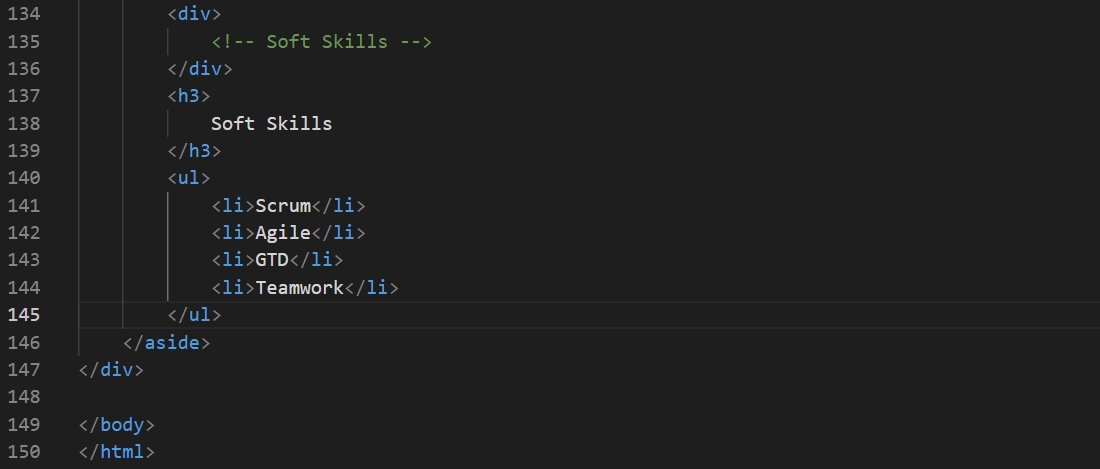 134 <div>
135 <!-- Soft Skills -->
136 </div>
137 <h3>
138 Soft Skills
139 </h3>
140 <ul>
141 <li>Scrum</li>
142 <li>Agile</li>
143 <li>GTD</li>
144 <li>Teamwork</li>
145 </ul>
146 </aside>
147 </div>
148
149 </body>
150 </html>